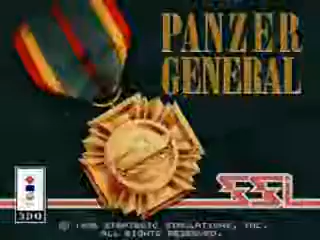 PANZER
GENERAL
3DO
SSI
© 1995 STRATEGIC SIMULATIONS, INC.
ALL RIGHTS RESERVED.